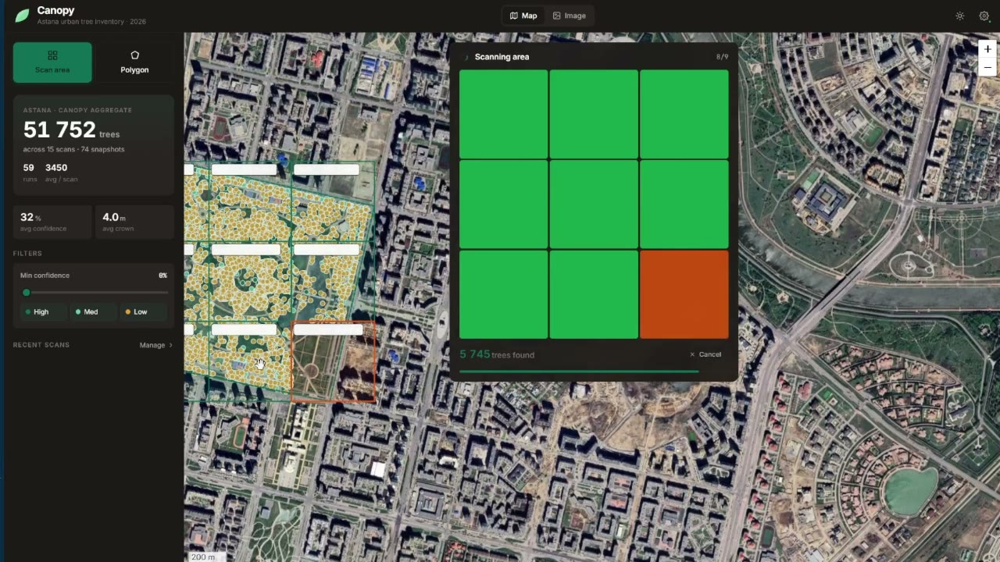 Canopy
Astana urban tree inventory · 2026
Map
Image
Scan area
Polygon
ASTANA · CANOPY AGGREGATE
51 752 trees
across 15 scans · 74 snapshots
59 3450
runs avg / scan
32 % 4.0 m
avg confidence avg crown
FILTERS
Min confidence 0%
High Med Low
RECENT SCANS Manage >
Scanning area 8/9
5 745 trees found
× Cancel
+
−
200 m